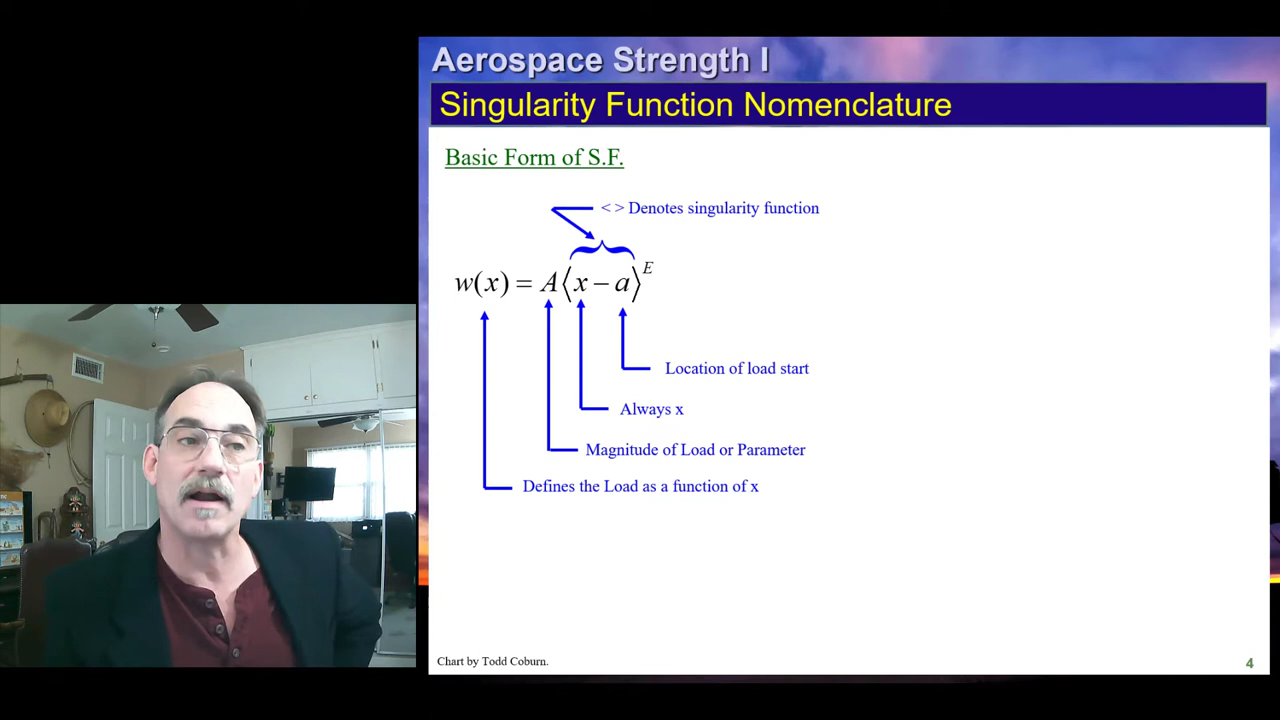 Aerospace Strength I
Singularity Function Nomenclature
Basic Form of S.F.
< > Denotes singularity function
w(x) = A⟨x − a⟩^E
Location of load start
Always x
Magnitude of Load or Parameter
Defines the Load as a function of x
Chart by Todd Coburn.
4